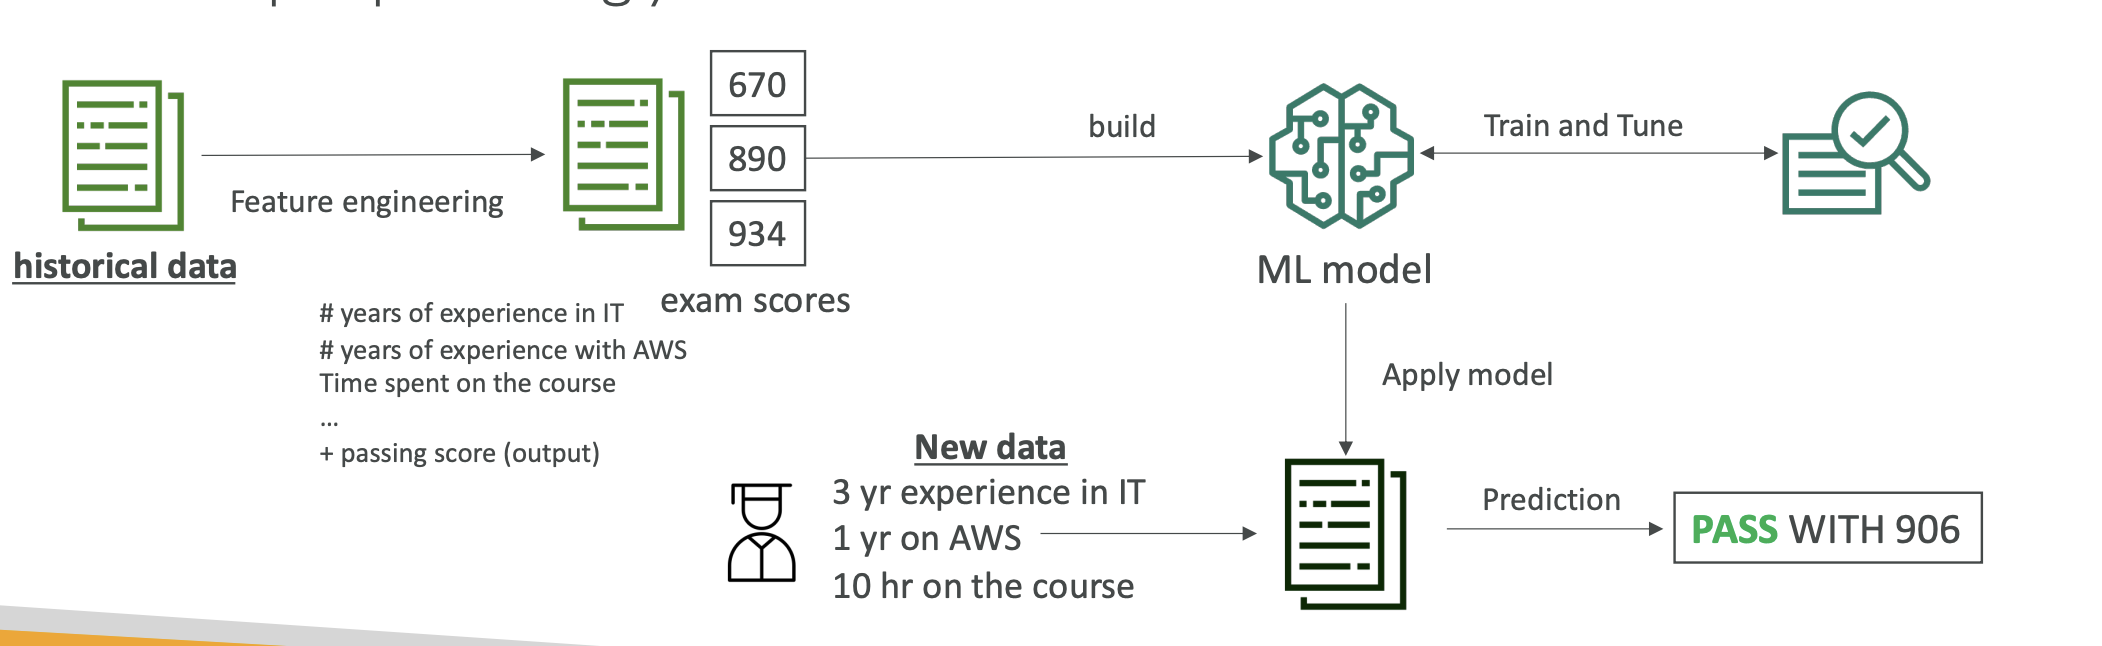 670
890
934
exam scores
build
Train and Tune
Feature engineering
historical data
# years of experience in IT
# years of experience with AWS
Time spent on the course
...
+ passing score (output)
ML model
Apply model
New data
3 yr experience in IT
1 yr on AWS
10 hr on the course
Prediction
PASS WITH 906